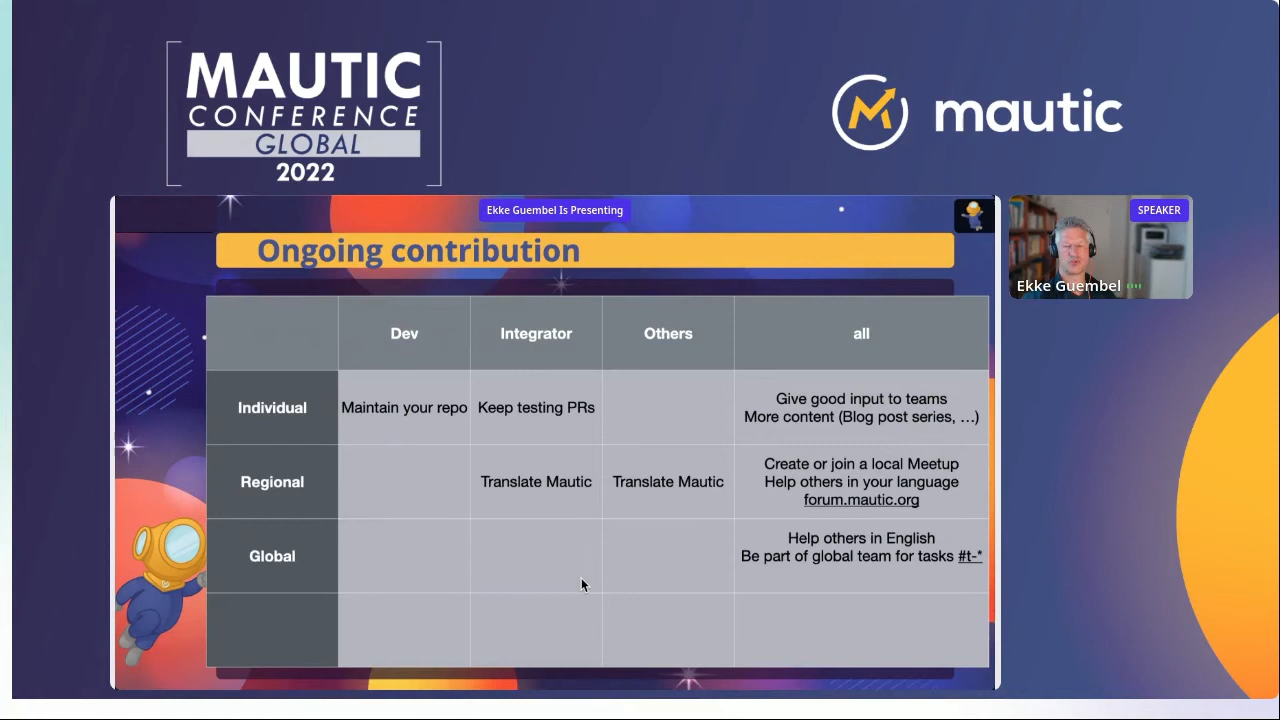 MAUTIC
CONFERENCE
GLOBAL
2022
mautic
Ekke Guembel Is Presenting
SPEAKER
Ekke Guembel
Ongoing contribution
Dev
Integrator
Others
all
Individual
Maintain your repo
Keep testing PRs
Give good input to teams
More content (Blog post series, …)
Regional
Translate Mautic
Translate Mautic
Create or join a local Meetup
Help others in your language
forum.mautic.org
Global
Help others in English
Be part of global team for tasks #t-*